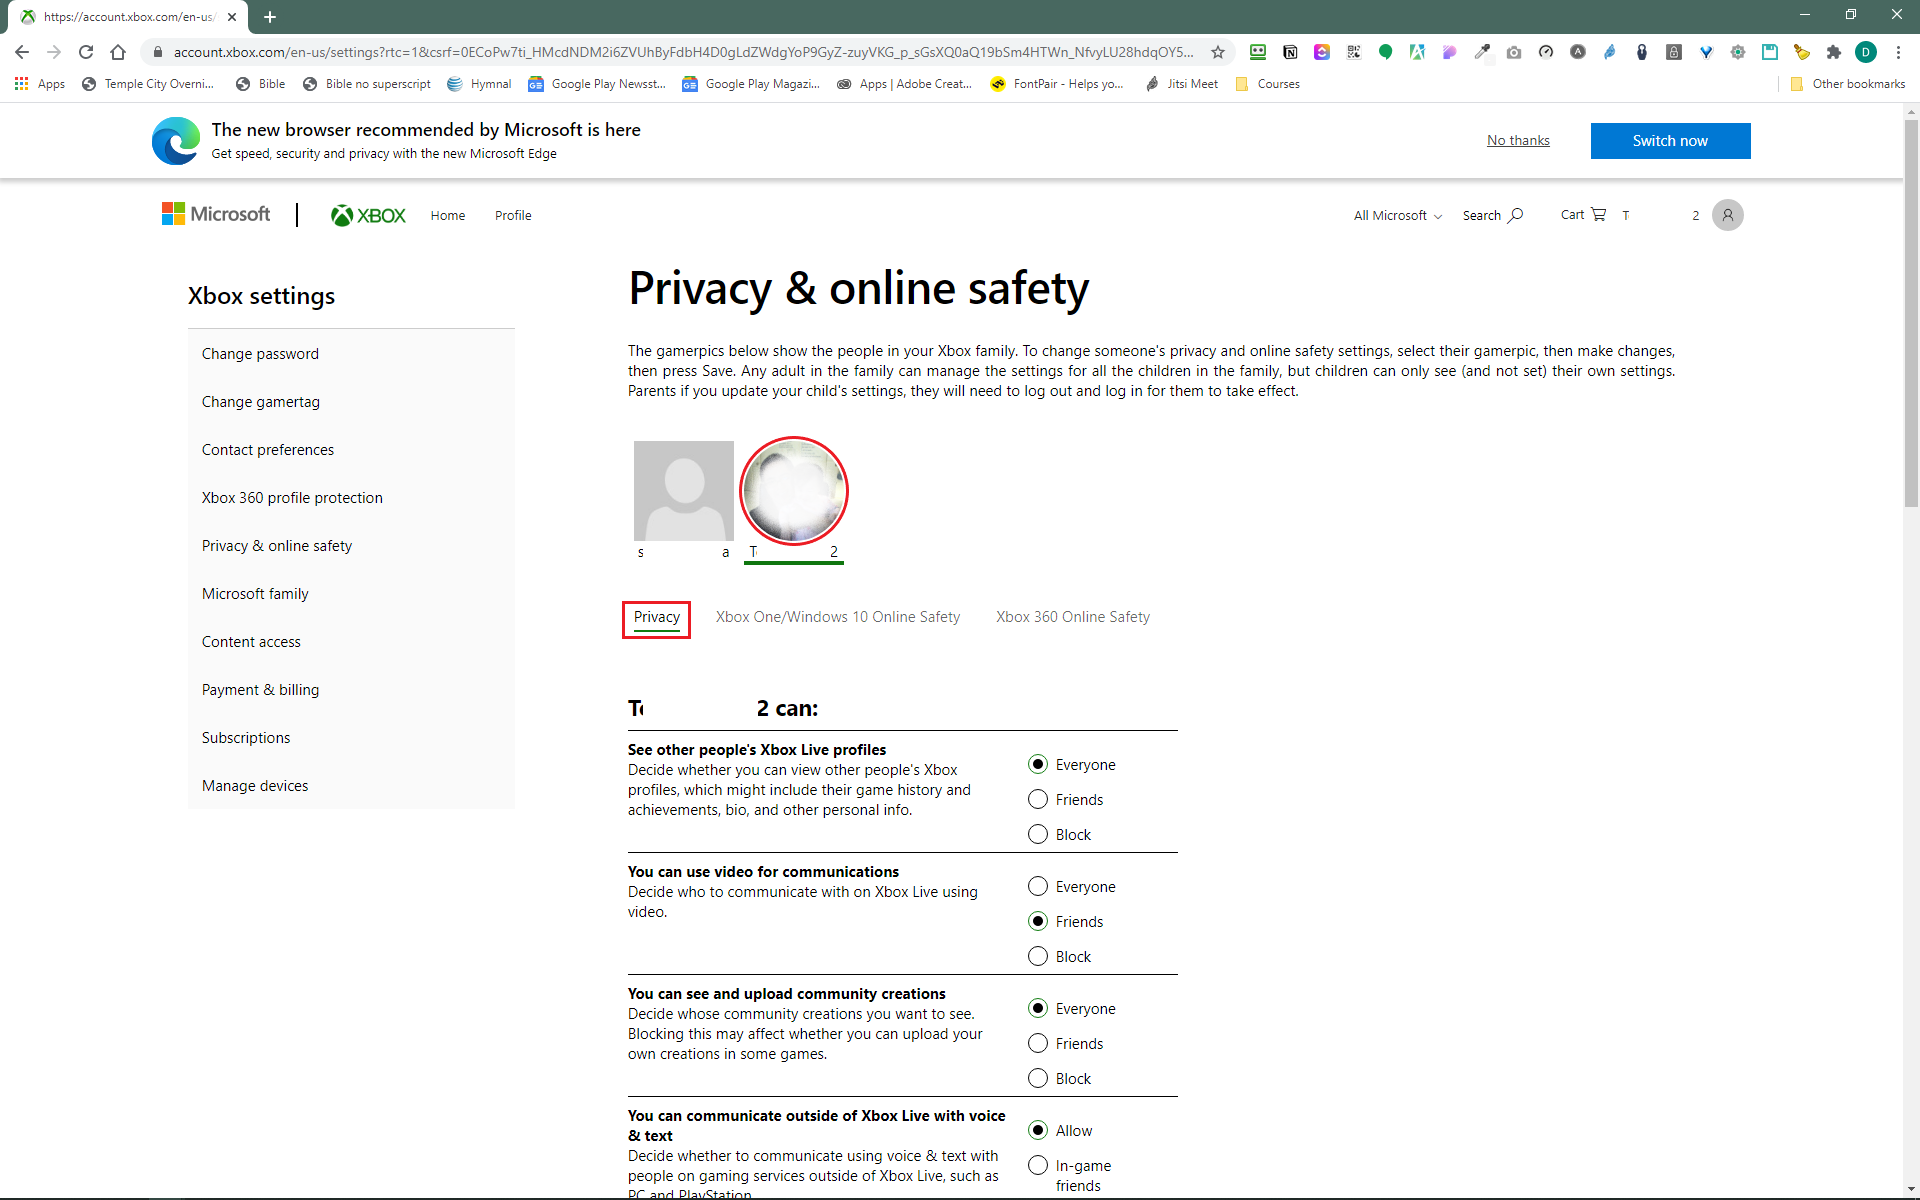 https://account.xbox.com/en-us/
account.xbox.com/en-us/settings?rtc=1&csrf=0ECoPw7ti_HMcdNDM2i6ZVUhByFdbH4D0gLdZWdgYoP9GyZ-zuyVKG_p_sGsXQ0aQ19bSm4HTWn_NfvyLU28hdqOY5...
D
Apps
Temple City Overni...
Bible
Bible no superscript
Hymnal
Google Play Newsst...
Google Play Magazi...
Apps | Adobe Creat...
FontPair - Helps yo...
Jitsi Meet
Courses
Other bookmarks
The new browser recommended by Microsoft is here
Get speed, security and privacy with the new Microsoft Edge
No thanks
Switch now
Microsoft
XBOX
Home
Profile
All Microsoft
Search
Cart
T 2
Xbox settings
Change password
Change gamertag
Contact preferences
Xbox 360 profile protection
Privacy & online safety
Microsoft family
Content access
Payment & billing
Subscriptions
Manage devices
Privacy & online safety
The gamerpics below show the people in your Xbox family. To change someone's privacy and online safety settings, select their gamerpic, then make changes,
then press Save. Any adult in the family can manage the settings for all the children in the family, but children can only see (and not set) their own settings.
Parents if you update your child's settings, they will need to log out and log in for them to take effect.
s a
T 2
Privacy
Xbox One/Windows 10 Online Safety
Xbox 360 Online Safety
2 can:
See other people's Xbox Live profiles
Decide whether you can view other people's Xbox
profiles, which might include their game history and
achievements, bio, and other personal info.
Everyone
Friends
Block
You can use video for communications
Decide who to communicate with on Xbox Live using
video.
Everyone
Friends
Block
You can see and upload community creations
Decide whose community creations you want to see.
Blocking this may affect whether you can upload your
own creations in some games.
Everyone
Friends
Block
You can communicate outside of Xbox Live with voice
& text
Decide whether to communicate using voice & text with
people on gaming services outside of Xbox Live, such as
PC and PlayStation
Allow
In-game
friends